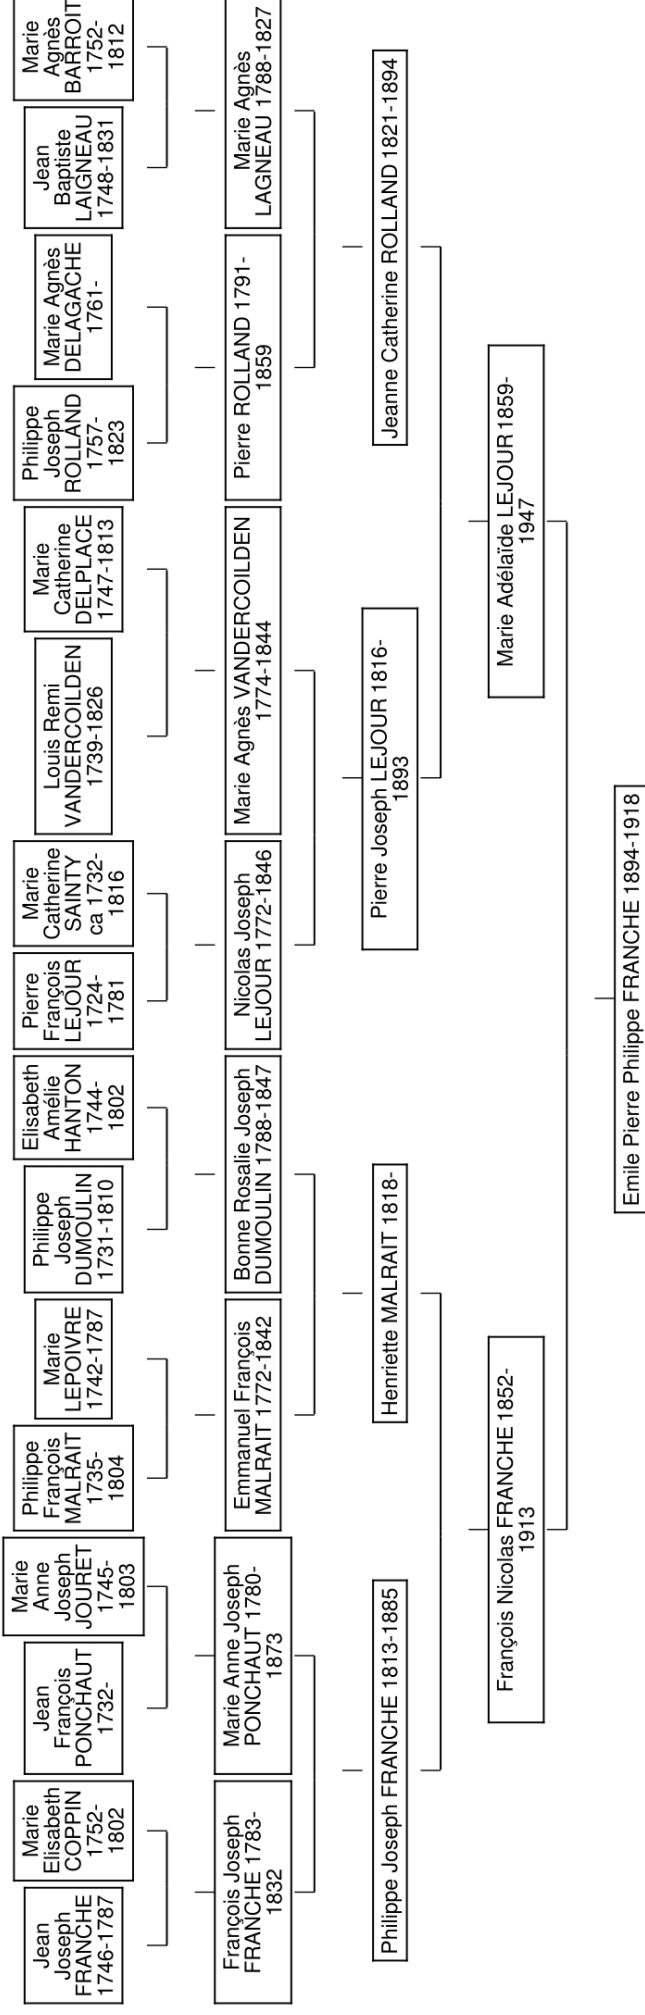 Jean
Joseph
FRANCHE
1746-1787
Marie
Elisabeth
COPPIN
1752-
1802
Jean
François
PONCHAUT
1732-
Marie
Anne
Joseph
JOURET
1745-
1803
Philippe
François
MALRAIT
1735-
1804
Marie
LEPOIVRE
1742-1787
Philippe
Joseph
DUMOULIN
1731-1810
Elisabeth
Amélie
HANTON
1744-
1802
Pierre
François
LEJOUR
1724-
1781
Marie
Catherine
SAINTY
ca 1732-
1816
Louis Remi
VANDERCOILDEN
1739-1826
Marie
Catherine
DELPLACE
1747-1813
Philippe
Joseph
ROLLAND
1757-
1823
Marie Agnès
DELAGACHE
1761-
Jean
Baptiste
LAIGNEAU
1748-1831
Marie
Agnès
BARROIT
1752-
1812
François Joseph
FRANCHE 1783-
1832
Marie Anne Joseph
PONCHAUT 1780-
1873
Emmanuel François
MALRAIT 1772-1842
Bonne Rosalie Joseph
DUMOULIN 1788-1847
Nicolas Joseph
LEJOUR 1772-1846
Marie Agnès VANDERCOILDEN
1774-1844
Pierre ROLLAND 1791-
1859
Marie Agnès
LAGNEAU 1788-1827
Philippe Joseph FRANCHE 1813-1885
Henriette MALRAIT 1818-
Pierre Joseph LEJOUR 1816-
1893
Jeanne Catherine ROLLAND 1821-1894
François Nicolas FRANCHE 1852-
1913
Marie Adélaïde LEJOUR 1859-
1947
Emile Pierre Philippe FRANCHE 1894-1918